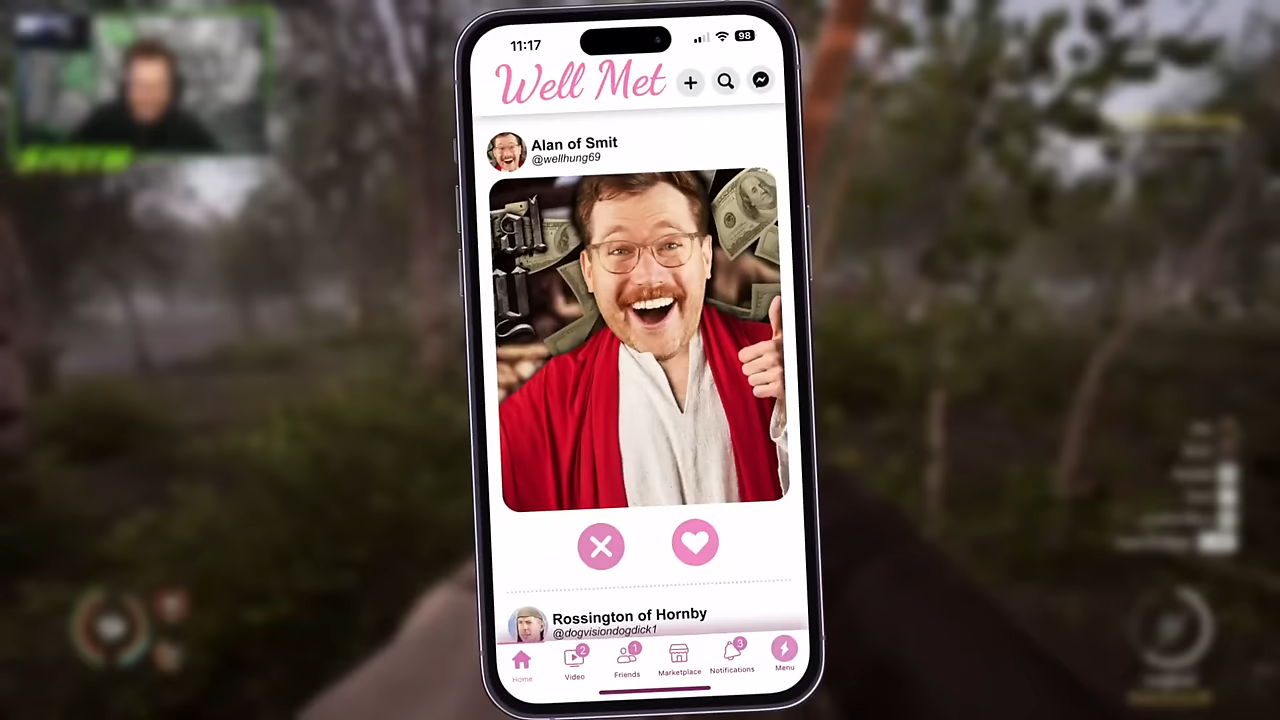 11:17
98
Well Met
Alan of Smit
@wellhung69
Rossington of Hornby
@dogvisiondogdick1
2
1
3
Home
Video
Friends
Marketplace
Notifications
Menu